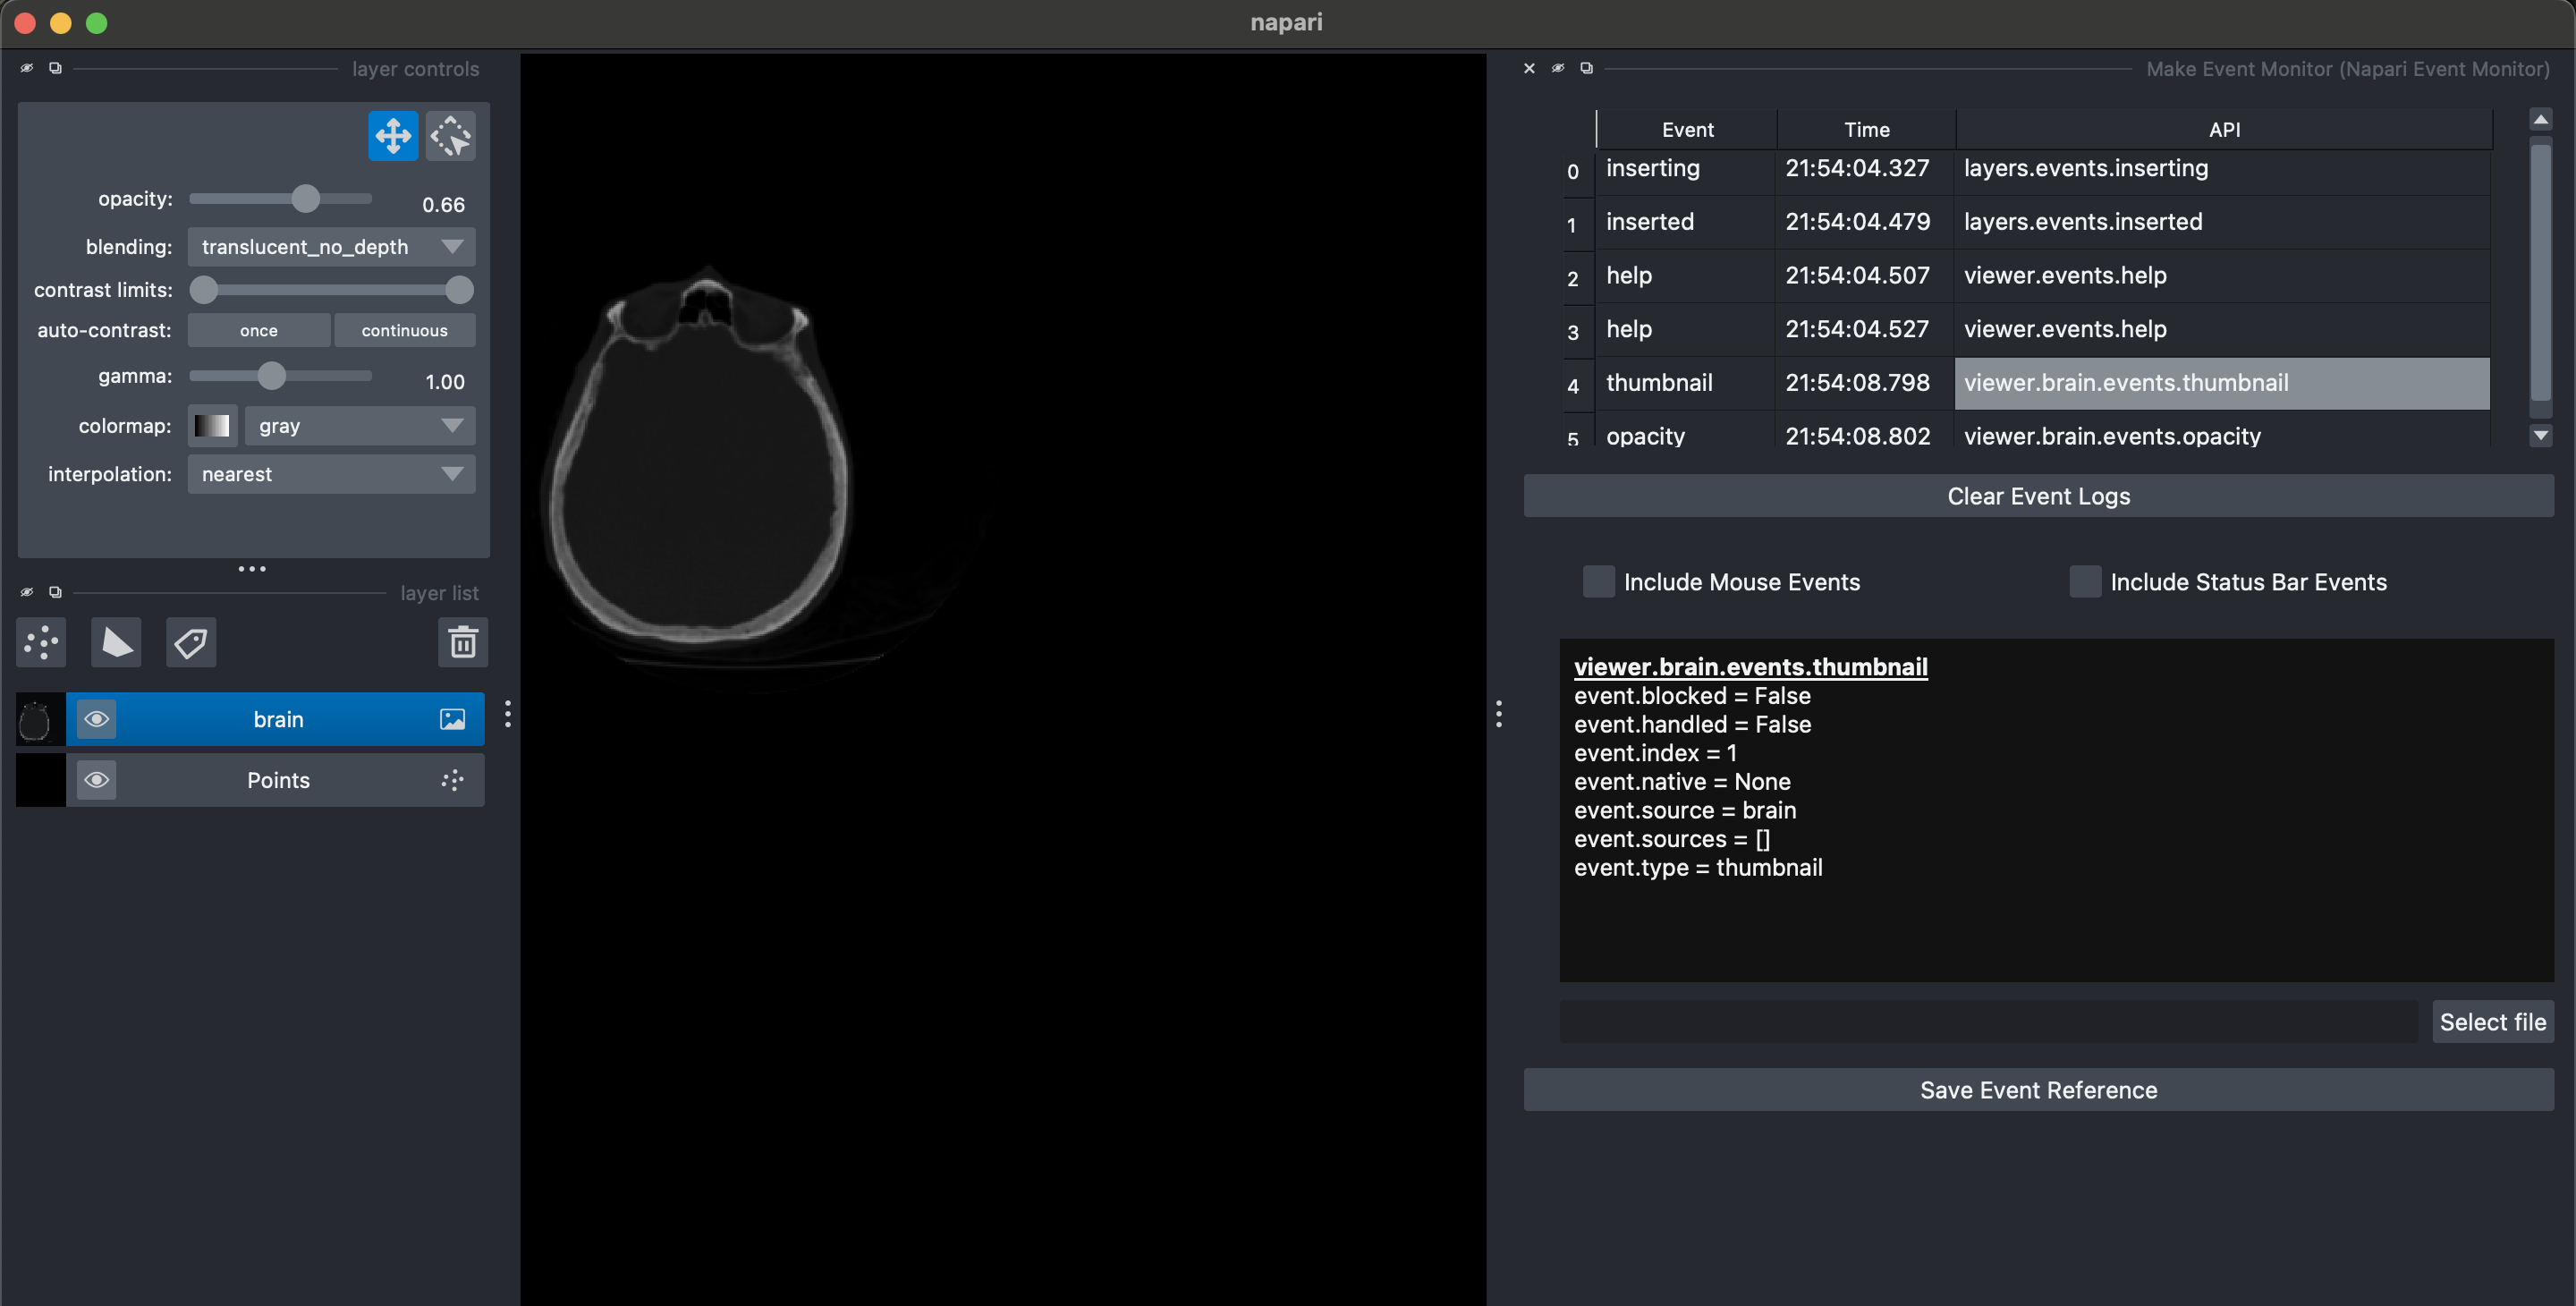 napari
layer controls
opacity: 0.66
blending: translucent_no_depth
contrast limits:
auto-contrast: once continuous
gamma: 1.00
colormap: gray
interpolation: nearest
layer list
brain
Points
Make Event Monitor (Napari Event Monitor)
Event Time API
0 inserting 21:54:04.327 layers.events.inserting
1 inserted 21:54:04.479 layers.events.inserted
2 help 21:54:04.507 viewer.events.help
3 help 21:54:04.527 viewer.events.help
4 thumbnail 21:54:08.798 viewer.brain.events.thumbnail
5 opacity 21:54:08.802 viewer.brain.events.opacity
Clear Event Logs
Include Mouse Events Include Status Bar Events
viewer.brain.events.thumbnail
event.blocked = False
event.handled = False
event.index = 1
event.native = None
event.source = brain
event.sources = []
event.type = thumbnail
Select file
Save Event Reference